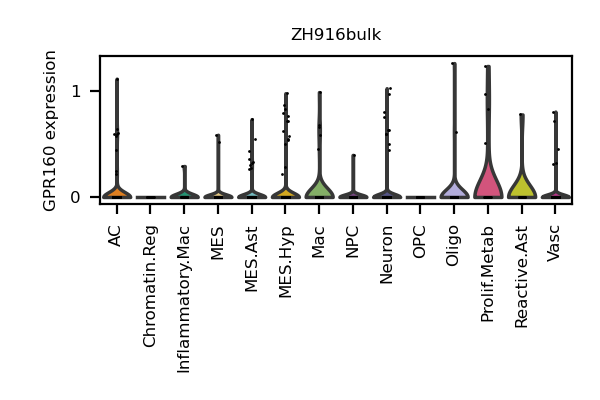 ZH916bulk
GPR160 expression
1
0
AC
Chromatin.Reg
Inflammatory.Mac
MES
MES.Ast
MES.Hyp
Mac
NPC
Neuron
OPC
Oligo
Prolif.Metab
Reactive.Ast
Vasc